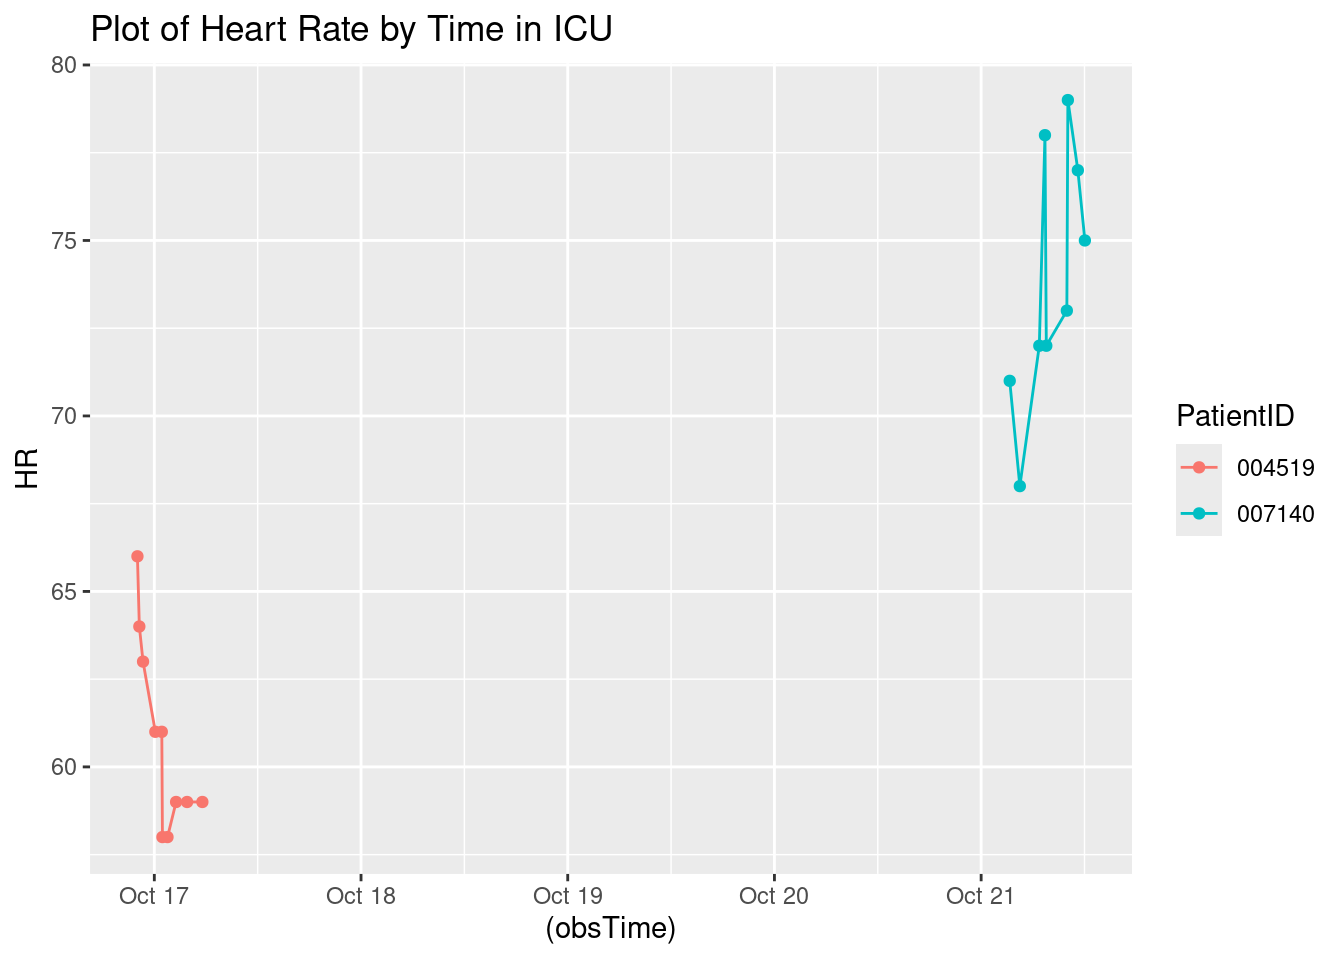 Plot of Heart Rate by Time in ICU
80
75
70
65
60
HR
Oct 17
Oct 18
Oct 19
Oct 20
Oct 21
(obsTime)
PatientID
004519
007140